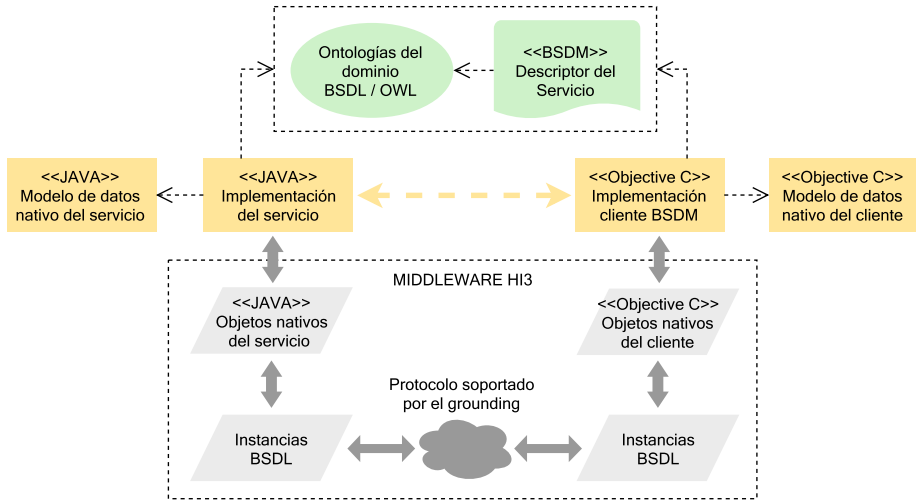 Ontologías del
dominio
BSDL / OWL
<<BSDM>>
Descriptor del
Servicio
<<JAVA>>
Modelo de datos
nativo del servicio
<<JAVA>>
Implementación
del servicio
<<Objective C>>
Implementación
cliente BSDM
<<Objective C>>
Modelo de datos
nativo del cliente
MIDDLEWARE HI3
<<JAVA>>
Objetos nativos
del servicio
<<Objective C>>
Objetos nativos
del cliente
Protocolo soportado
por el grounding
Instancias
BSDL
Instancias
BSDL